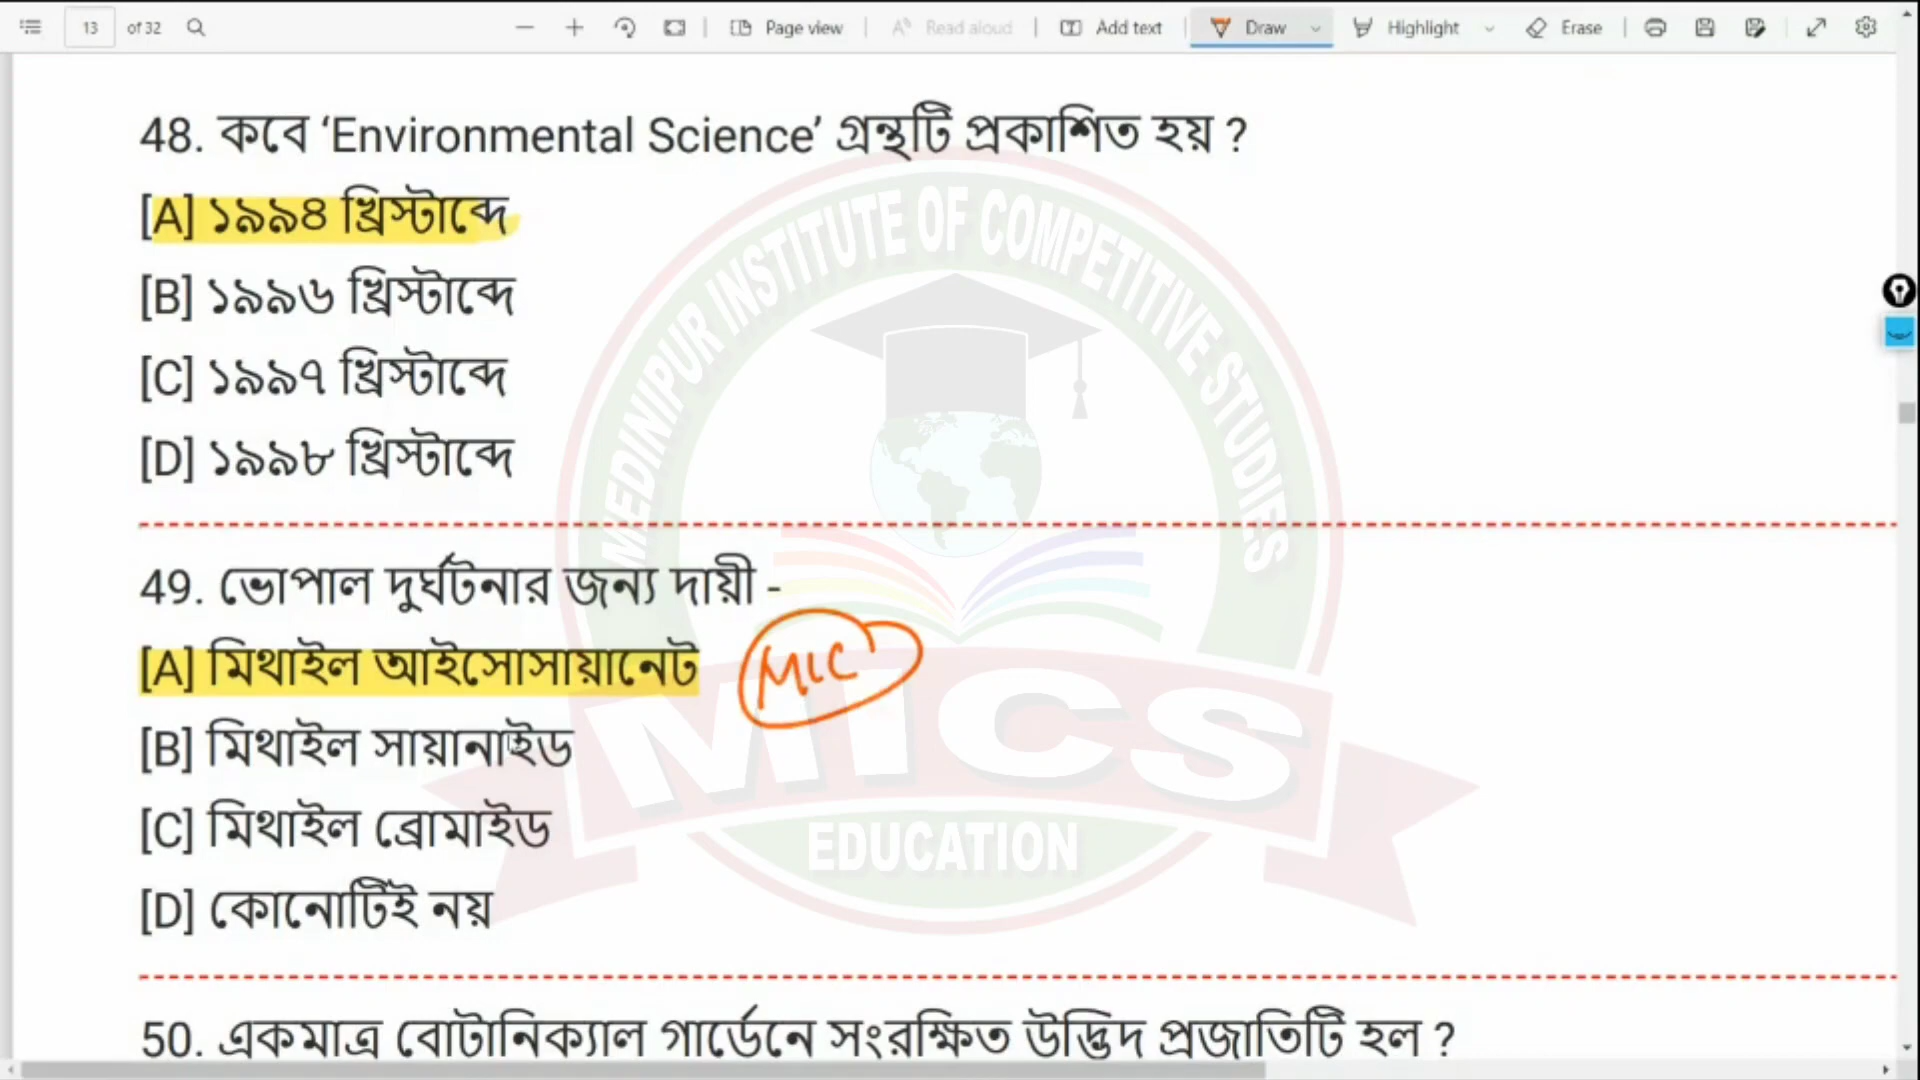 13 of 32 Page view Read aloud Add text Draw Highlight Erase
48. কবে ‘Environmental Science’ গ্রন্থটি প্রকাশিত হয় ?
[A] ১৯৯৪ খ্রিস্টাব্দে
[B] ১৯৯৬ খ্রিস্টাব্দে
[C] ১৯৯৭ খ্রিস্টাব্দে
[D] ১৯৯৮ খ্রিস্টাব্দে
49. ভোপাল দুর্ঘটনার জন্য দায়ী -
[A] মিথাইল আইসোসায়ানেট MIC
[B] মিথাইল সায়ানাইড
[C] মিথাইল ব্রোমাইড
[D] কোনোটিই নয়
50. একমাত্র বোটানিক্যাল গার্ডেনে সংরক্ষিত উদ্ভিদ প্রজাতিটি হল ?
MEDINIPUR INSTITUTE OF COMPETITIVE STUDIES
MICS
EDUCATION